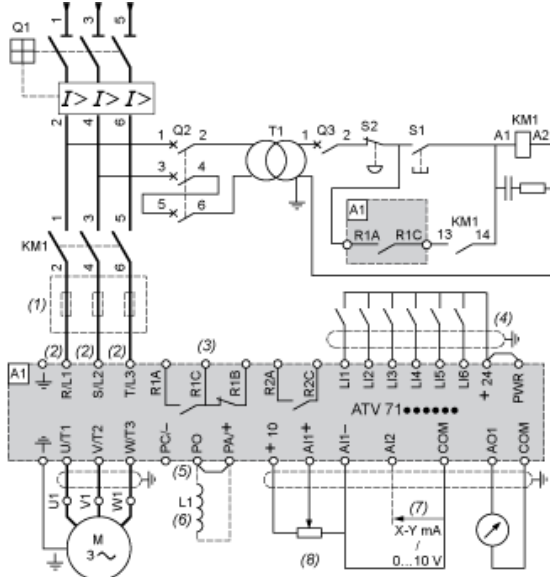 1 3 5
Q1
I> I> I>
2 4 6
1 Q2 2 T1 1 Q3 2 S2 S1 A1 KM1 A2
3 4
5 6
A1
R1A R1C 13 KM1 14
1 3 5
KM1
2 4 6
(1)
(2) (2) (2) (3) (4)
A1
R/L1 S/L2 T/L3 R1A R1C R1B R2A R2C LI1 LI2 LI3 LI4 LI5 LI6 + 24 PWR
ATV 71••••••
U/T1 V/T2 W/T3 PC/– PO PA/+ + 10 AI1+ AI1- AI2 COM AO1 COM
(5)
U1 V1 W1
L1
(6)
(7)
X-Y mA
/
0...10 V
(8)
M
3 ~